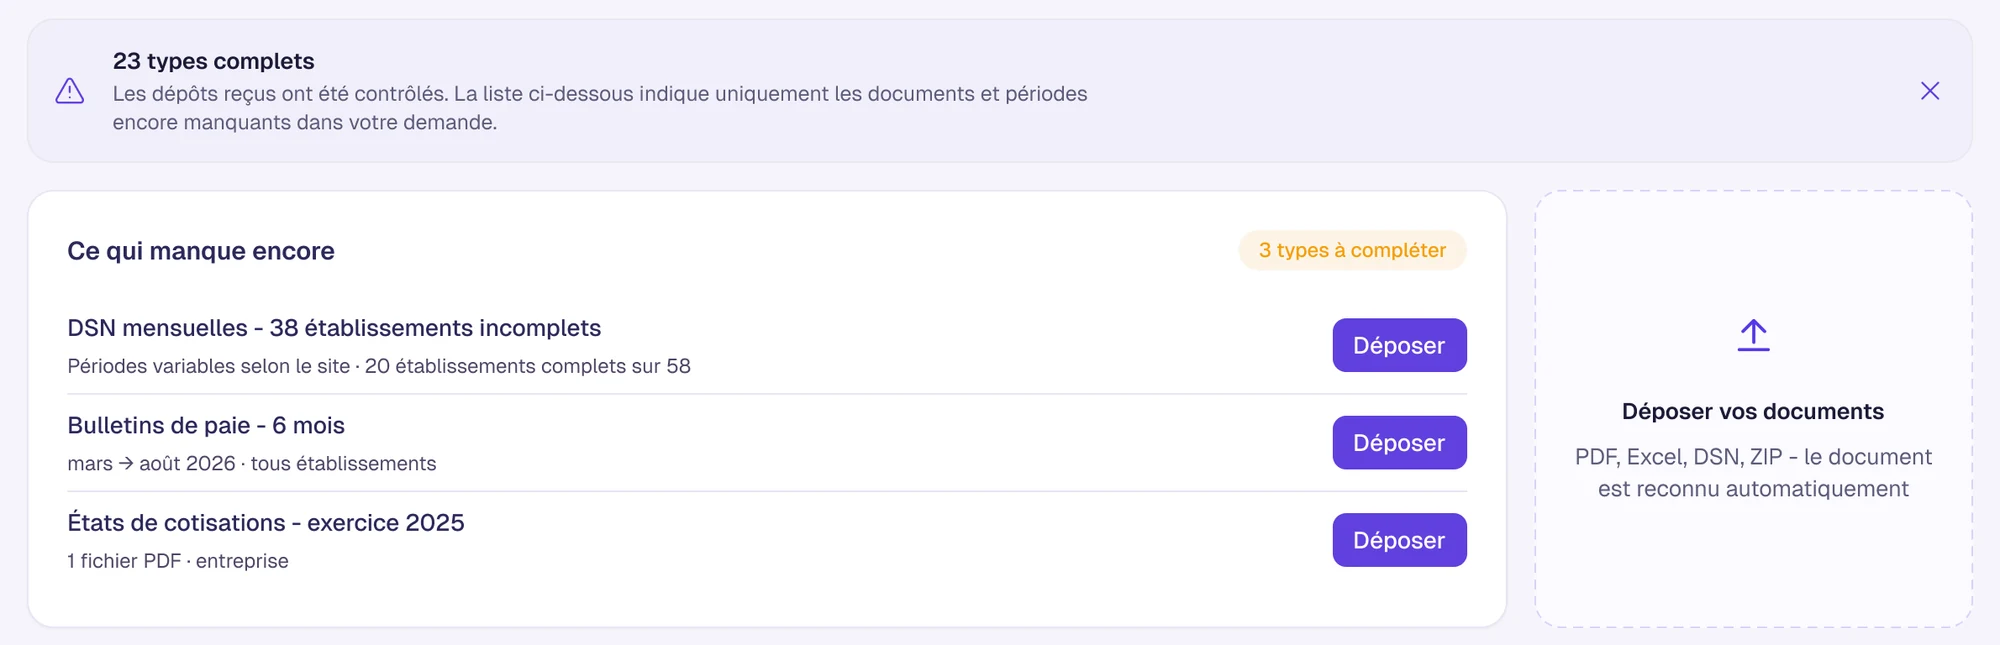 23 types complets
Les dépôts reçus ont été contrôlés. La liste ci-dessous indique uniquement les documents et périodes
encore manquants dans votre demande.
Ce qui manque encore
3 types à compléter
DSN mensuelles - 38 établissements incomplets
Périodes variables selon le site · 20 établissements complets sur 58
Déposer
Bulletins de paie - 6 mois
mars → août 2026 · tous établissements
Déposer
États de cotisations - exercice 2025
1 fichier PDF · entreprise
Déposer
Déposer vos documents
PDF, Excel, DSN, ZIP - le document
est reconnu automatiquement